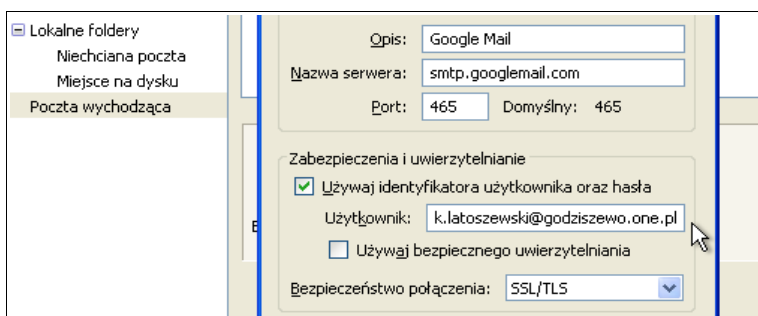 Lokalne foldery
Niechciana poczta
Miejsce na dysku
Poczta wychodząca
Opis: Google Mail
Nazwa serwera: smtp.googlemail.com
Port: 465 Domyślny: 465
Zabezpieczenia i uwierzytelnianie
Używaj identyfikatora użytkownika oraz hasła
Użytkownik: k.latoszewski@godziszewo.one.pl
Używaj bezpiecznego uwierzytelniania
Bezpieczeństwo połączenia: SSL/TLS